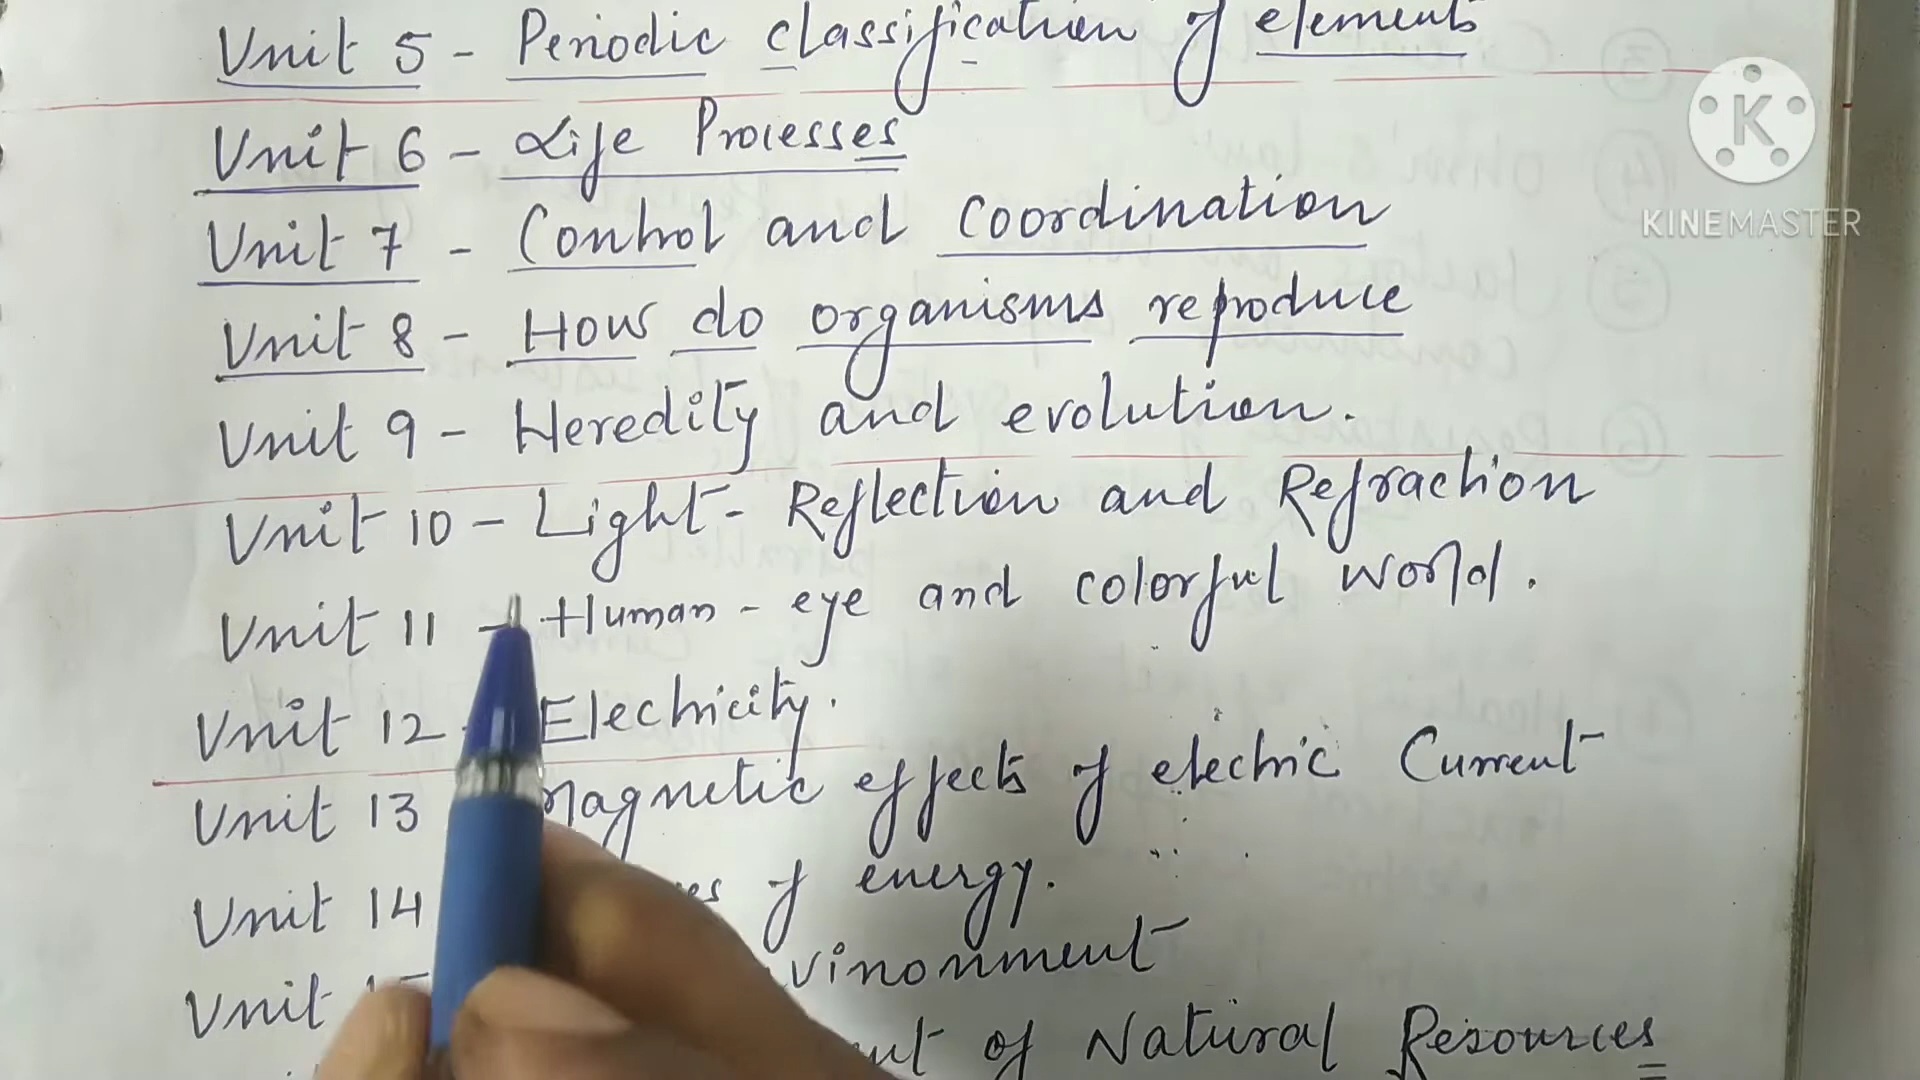 Unit 5 - Periodic classification of elements
Unit 6 - Life Processes
Unit 7 - Control and coordination
Unit 8 - How do organisms reproduce
Unit 9 - Heredity and evolution.
Unit 10 - Light - Reflection and Refraction
Unit 11 - Human - eye and colorful world.
Unit 12 - Electricity.
Unit 13 Magnetic effects of electric Current
Unit 14 of energy.
Unit 15
of Natural Resources
K
KINEMASTER